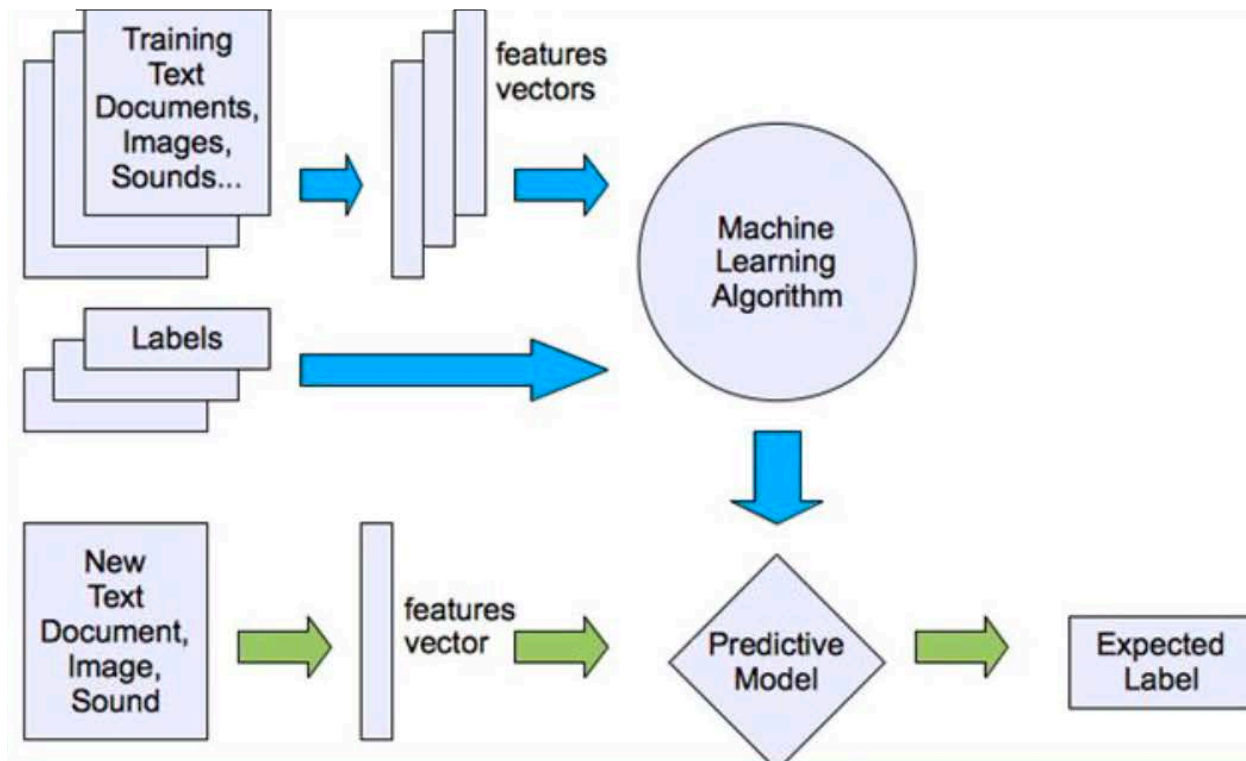 Training
Text
Documents,
Images,
Sounds...
features
vectors
Machine
Learning
Algorithm
Labels
New
Text
Document,
Image,
Sound
features
vector
Predictive
Model
Expected
Label